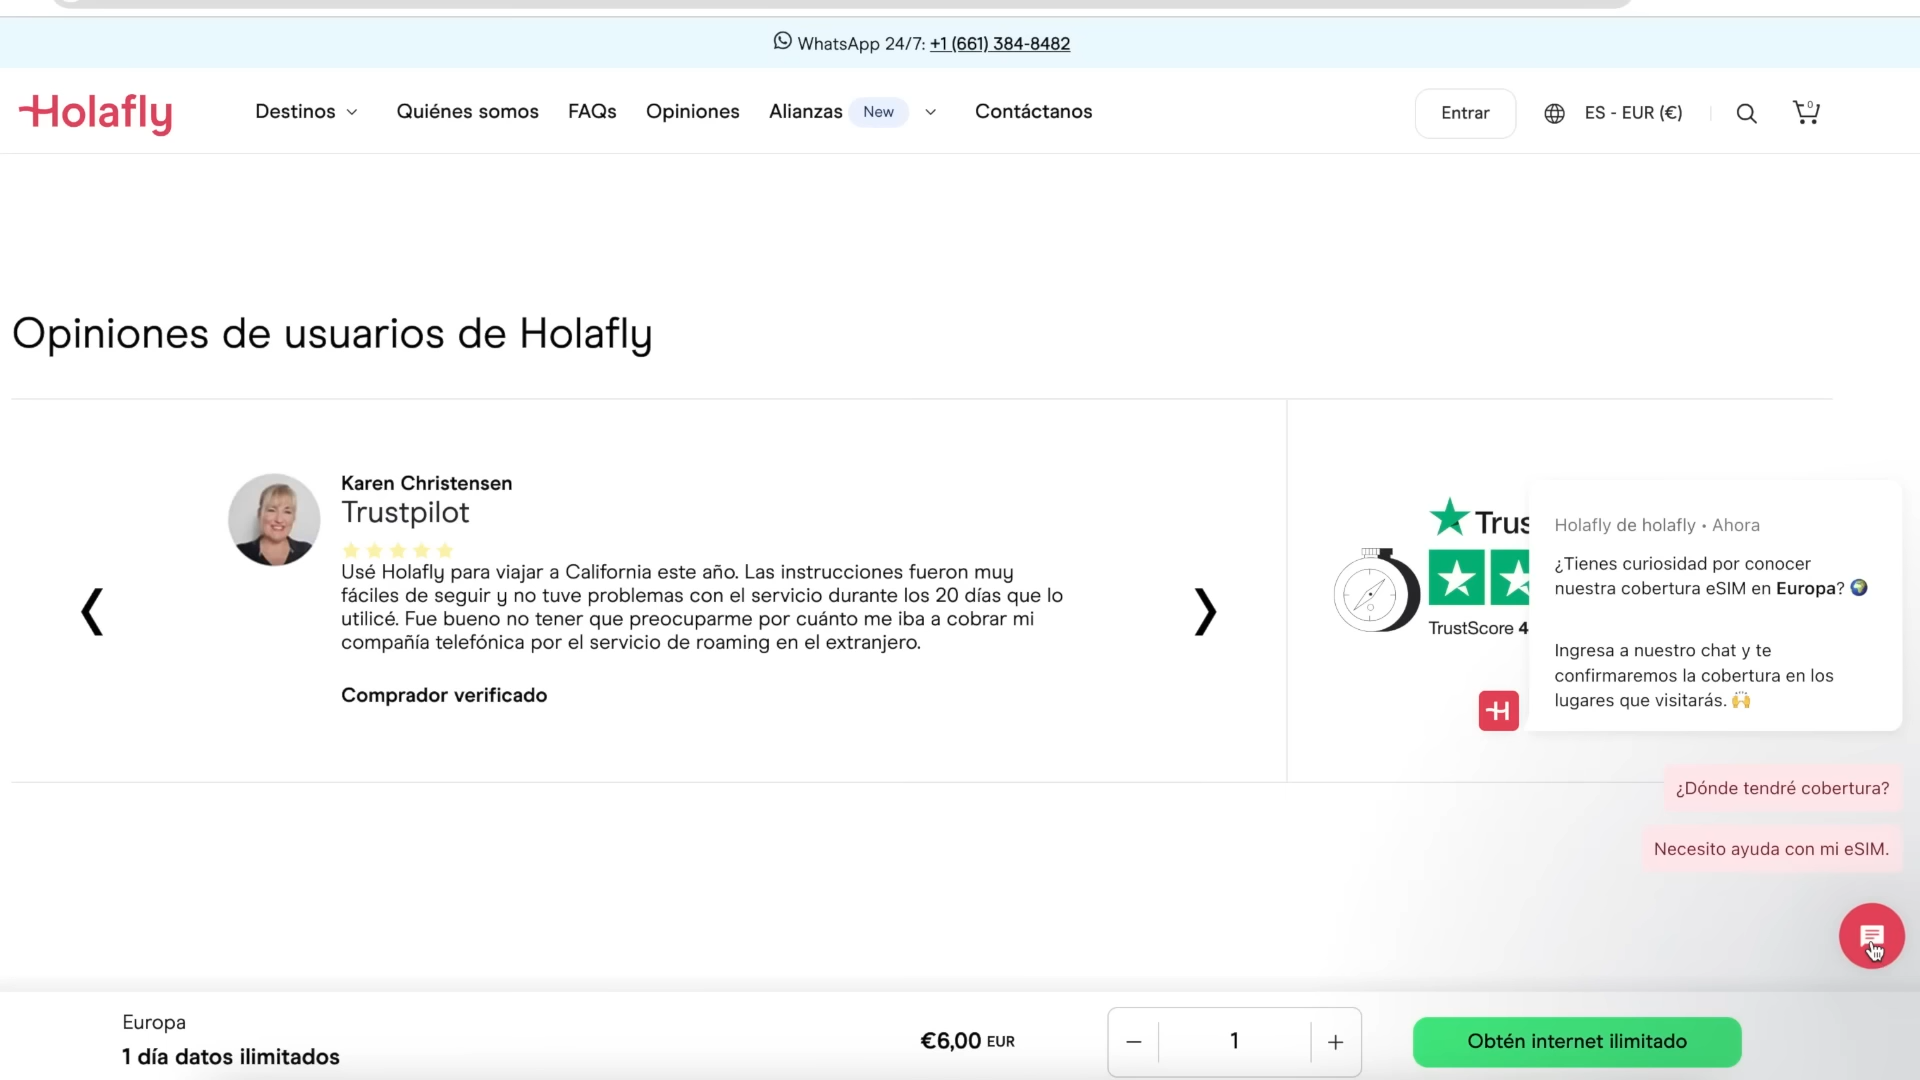 WhatsApp 24/7: +1 (661) 384-8482
Holafly
Destinos
Quiénes somos
FAQs
Opiniones
Alianzas
New
Contáctanos
Entrar
ES - EUR (€)
0
Opiniones de usuarios de Holafly
Karen Christensen
Trustpilot
Usé Holafly para viajar a California este año. Las instrucciones fueron muy
fáciles de seguir y no tuve problemas con el servicio durante los 20 días que lo
utilicé. Fue bueno no tener que preocuparme por cuánto me iba a cobrar mi
compañía telefónica por el servicio de roaming en el extranjero.
Comprador verificado
Trus
TrustScore 4
Holafly de holafly • Ahora
¿Tienes curiosidad por conocer
nuestra cobertura eSIM en Europa? 🌍
Ingresa a nuestro chat y te
confirmaremos la cobertura en los
lugares que visitarás. 🙌
H
¿Dónde tendré cobertura?
Necesito ayuda con mi eSIM.
Europa
1 día datos ilimitados
€6,00 EUR
− 1 +
Obtén internet ilimitado